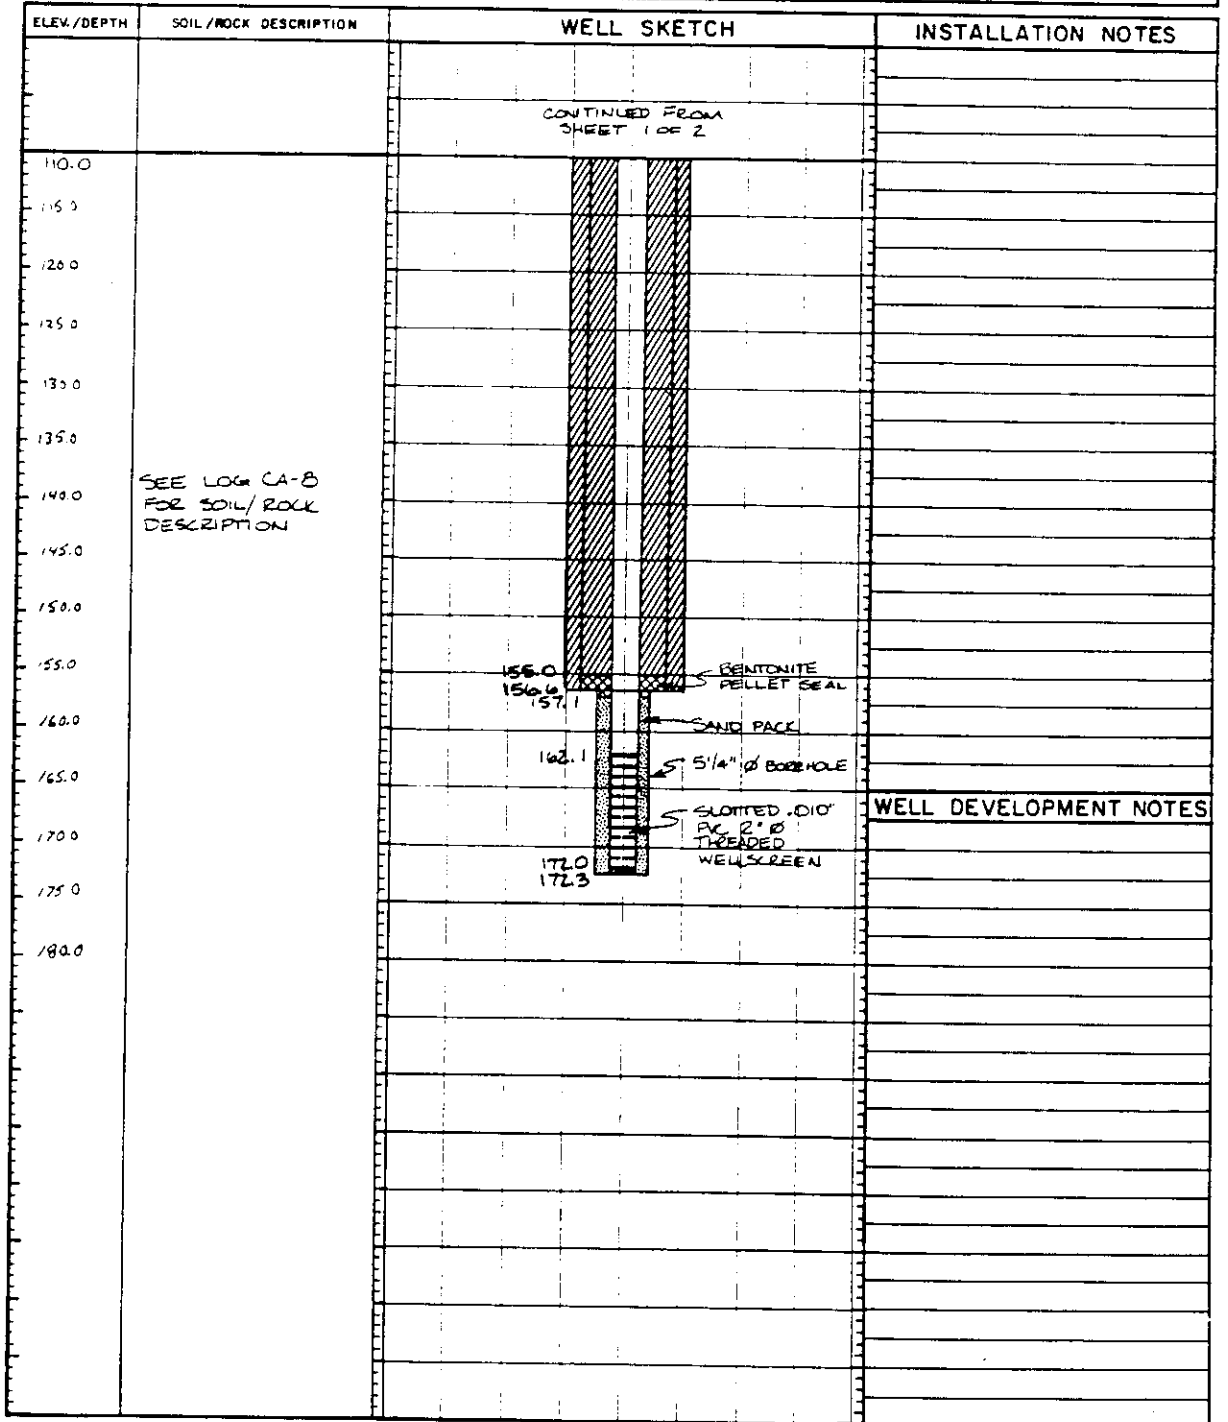 ELEV./DEPTH
SOIL/ROCK DESCRIPTION
WELL SKETCH
INSTALLATION NOTES
CONTINUED FROM
SHEET 1 OF 2
110.0
115.0
120.0
125.0
130.0
135.0
SEE LOG CA-8
FOR SOIL/ROCK
DESCRIPTION
140.0
145.0
150.0
155.0
155.0
BENTONITE
PELLET SEAL
156.6
157.1
160.0
SAND PACK
162.1
5 1/4" Ø BOREHOLE
165.0
SLOTTED .010"
PVC 2" Ø
THREADED
WELLSCREEN
WELL DEVELOPMENT NOTES
170.0
172.0
172.3
175.0
180.0